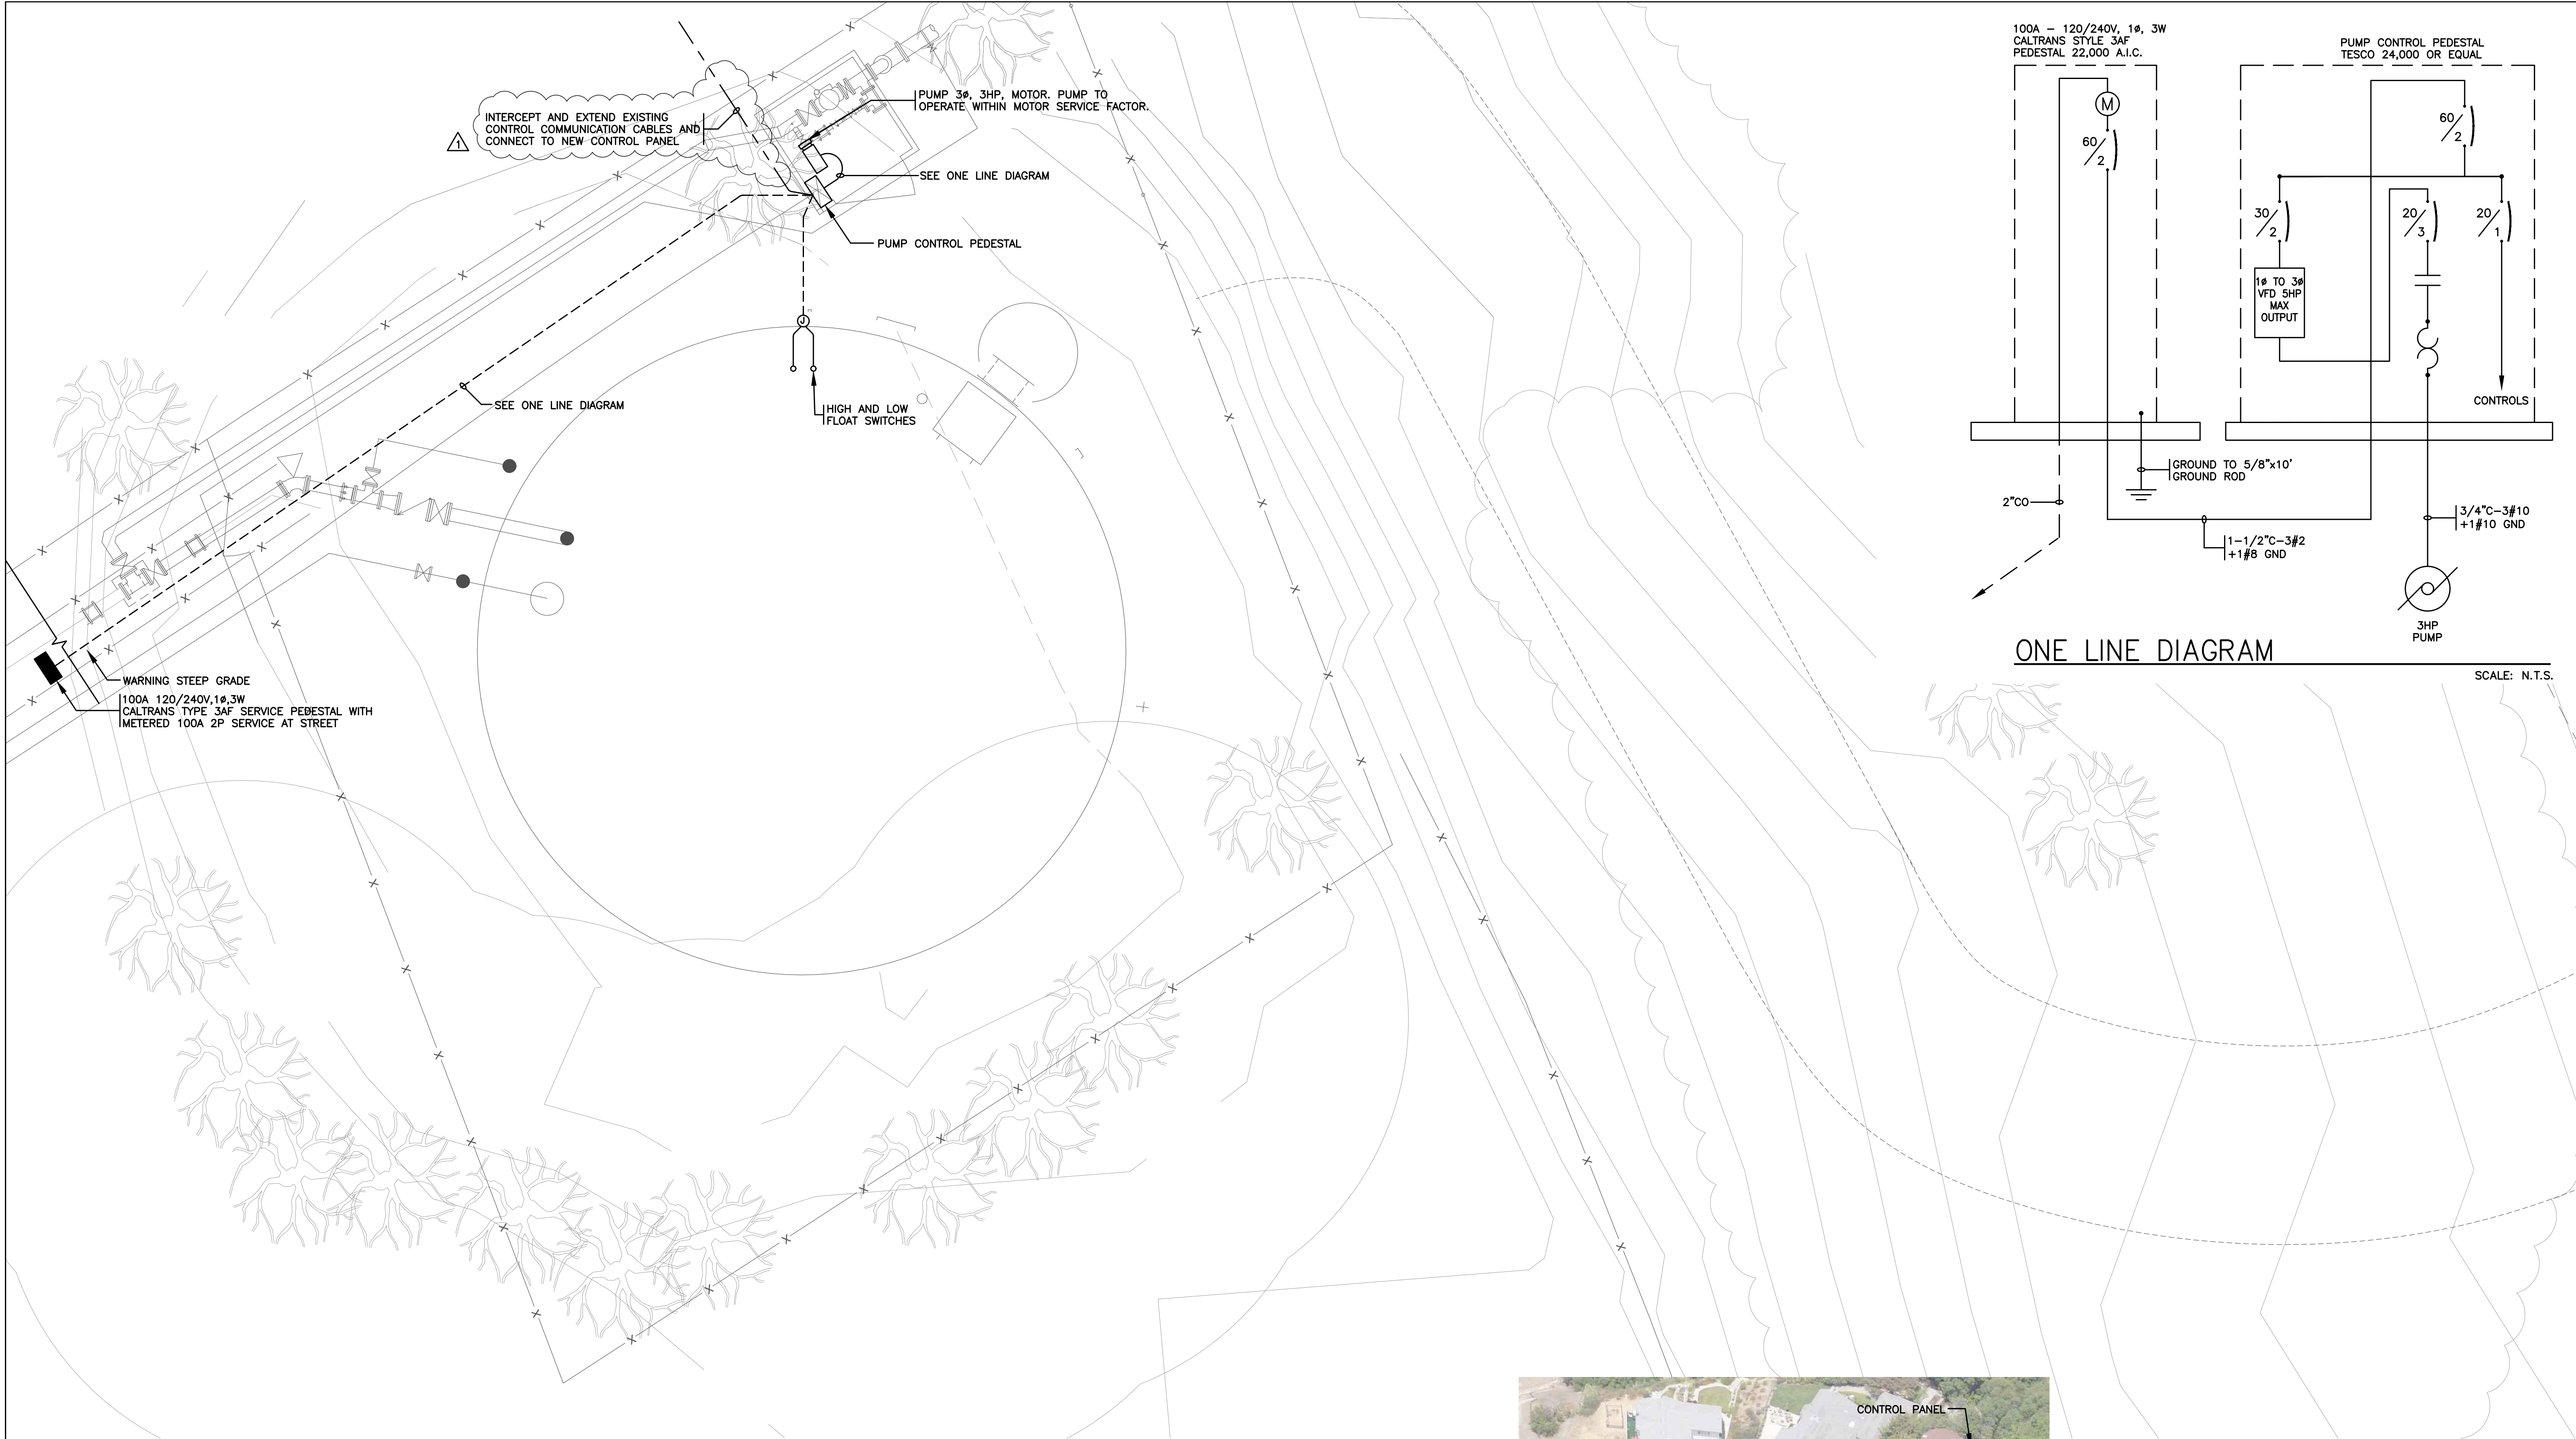 INTERCEPT AND EXTEND EXISTING
CONTROL COMMUNICATION CABLES AND
CONNECT TO NEW CONTROL PANEL
1
PUMP 3ø, 3HP, MOTOR. PUMP TO
OPERATE WITHIN MOTOR SERVICE FACTOR.
SEE ONE LINE DIAGRAM
PUMP CONTROL PEDESTAL
J
SEE ONE LINE DIAGRAM
HIGH AND LOW
FLOAT SWITCHES
WARNING STEEP GRADE
100A 120/240V,1ø,3W
CALTRANS TYPE 3AF SERVICE PEDESTAL WITH
METERED 100A 2P SERVICE AT STREET
100A – 120/240V, 1ø, 3W
CALTRANS STYLE 3AF
PEDESTAL 22,000 A.I.C.
M
60/2
PUMP CONTROL PEDESTAL
TESCO 24,000 OR EQUAL
60/2
30/2
20/3
20/1
1ø TO 3ø
VFD 5HP
MAX
OUTPUT
CONTROLS
GROUND TO 5/8"x10'
GROUND ROD
2"CO
1-1/2"C-3#2
+1#8 GND
3/4"C-3#10
+1#10 GND
3HP
PUMP
ONE LINE DIAGRAM
SCALE: N.T.S.
CONTROL PANEL